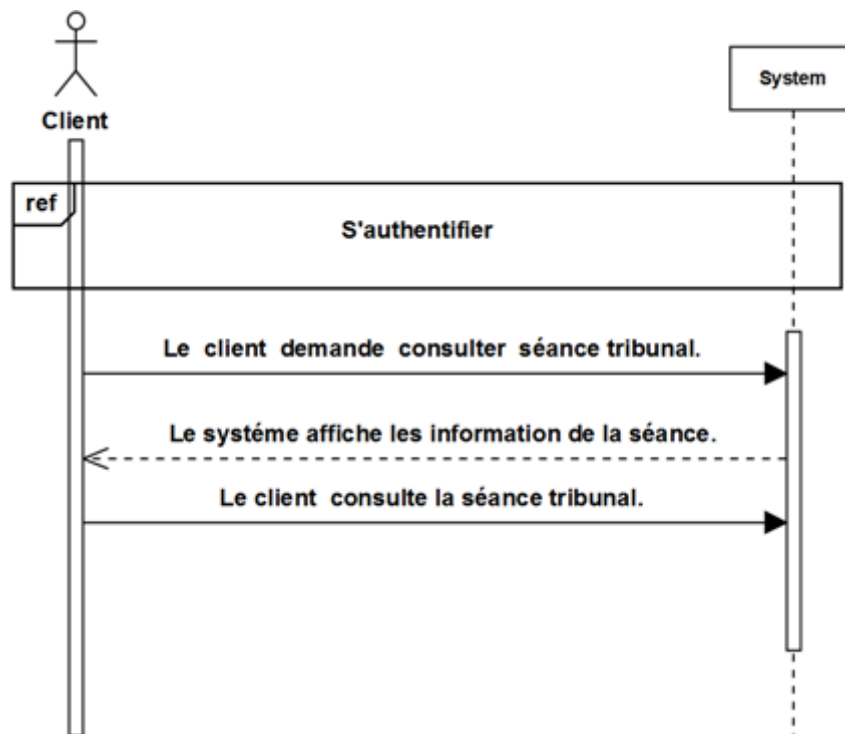 Client
System
ref
S'authentifier
Le client demande consulter séance tribunal.
Le systéme affiche les information de la séance.
Le client consulte la séance tribunal.